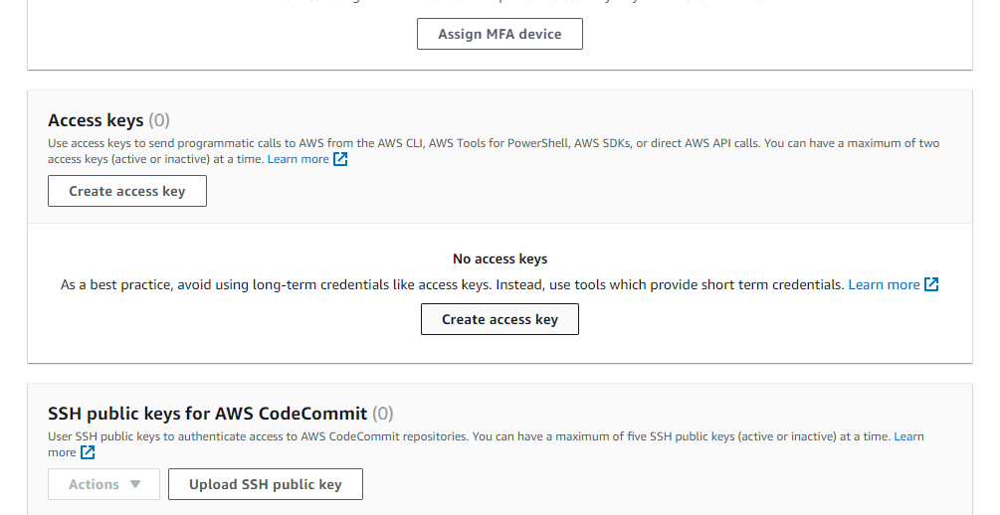 Assign MFA device
Access keys (0)
Use access keys to send programmatic calls to AWS from the AWS CLI, AWS Tools for PowerShell, AWS SDKs, or direct AWS API calls. You can have a maximum of two
access keys (active or inactive) at a time. Learn more
Create access key
No access keys
As a best practice, avoid using long-term credentials like access keys. Instead, use tools which provide short term credentials. Learn more
Create access key
SSH public keys for AWS CodeCommit (0)
User SSH public keys to authenticate access to AWS CodeCommit repositories. You can have a maximum of five SSH public keys (active or inactive) at a time. Learn
more
Actions
Upload SSH public key